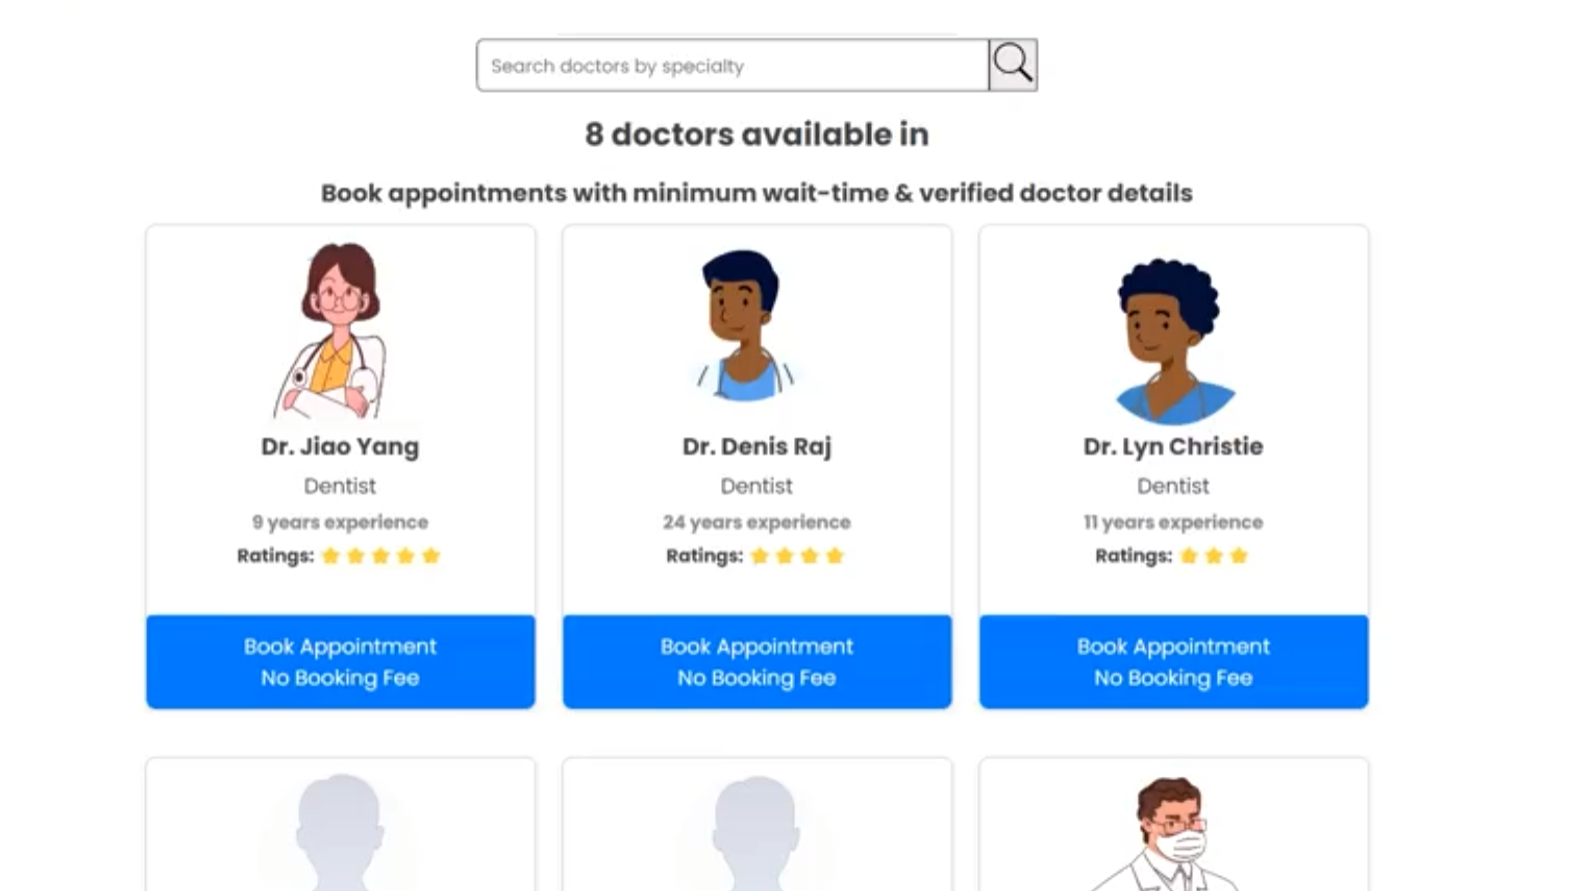 Search doctors by specialty
8 doctors available in
Book appointments with minimum wait-time & verified doctor details
Dr. Jiao Yang
Dentist
9 years experience
Ratings:
Book Appointment
No Booking Fee
Dr. Denis Raj
Dentist
24 years experience
Ratings:
Book Appointment
No Booking Fee
Dr. Lyn Christie
Dentist
11 years experience
Ratings:
Book Appointment
No Booking Fee